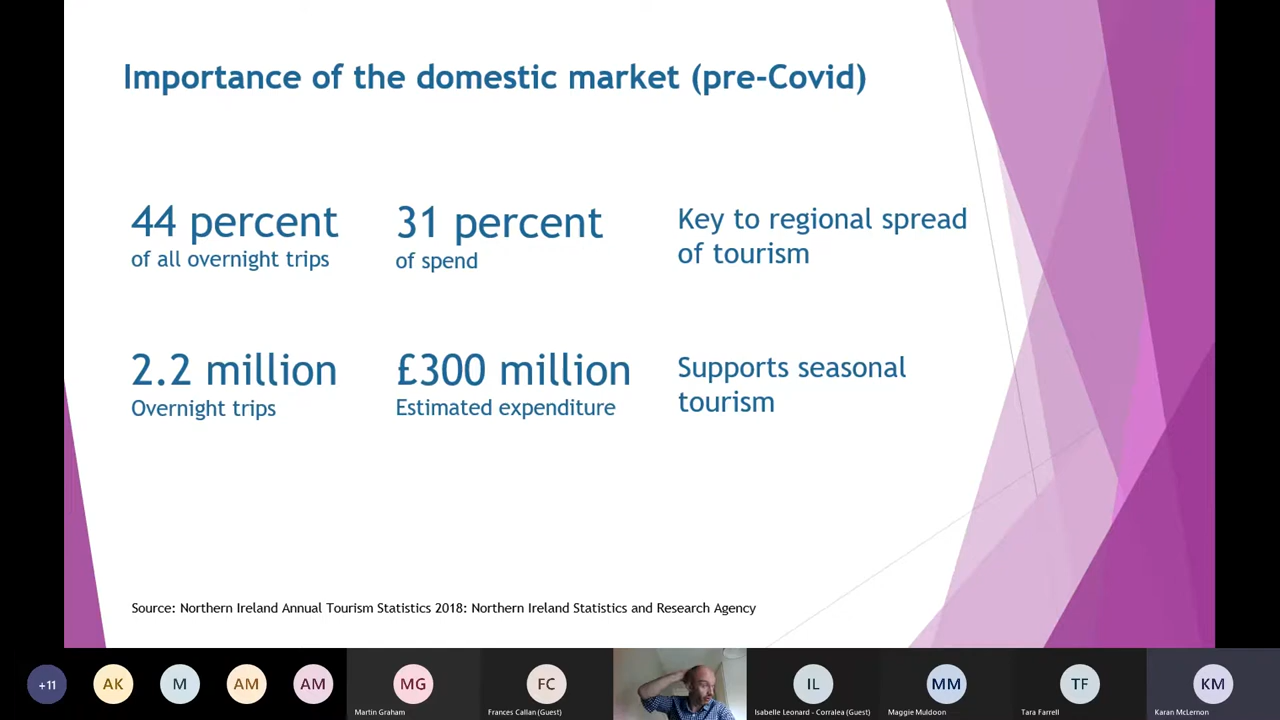 Importance of the domestic market (pre-Covid)
44 percent
of all overnight trips
31 percent
of spend
Key to regional spread
of tourism
2.2 million
Overnight trips
£300 million
Estimated expenditure
Supports seasonal
tourism
Source: Northern Ireland Annual Tourism Statistics 2018: Northern Ireland Statistics and Research Agency
+11
AK
M
AM
AM
MG
Martin Graham
FC
Frances Callan (Guest)
IL
Isabelle Leonard - Corralea (Guest)
MM
Maggie Muldoon
TF
Tara Farrell
KM
Karan McLernon